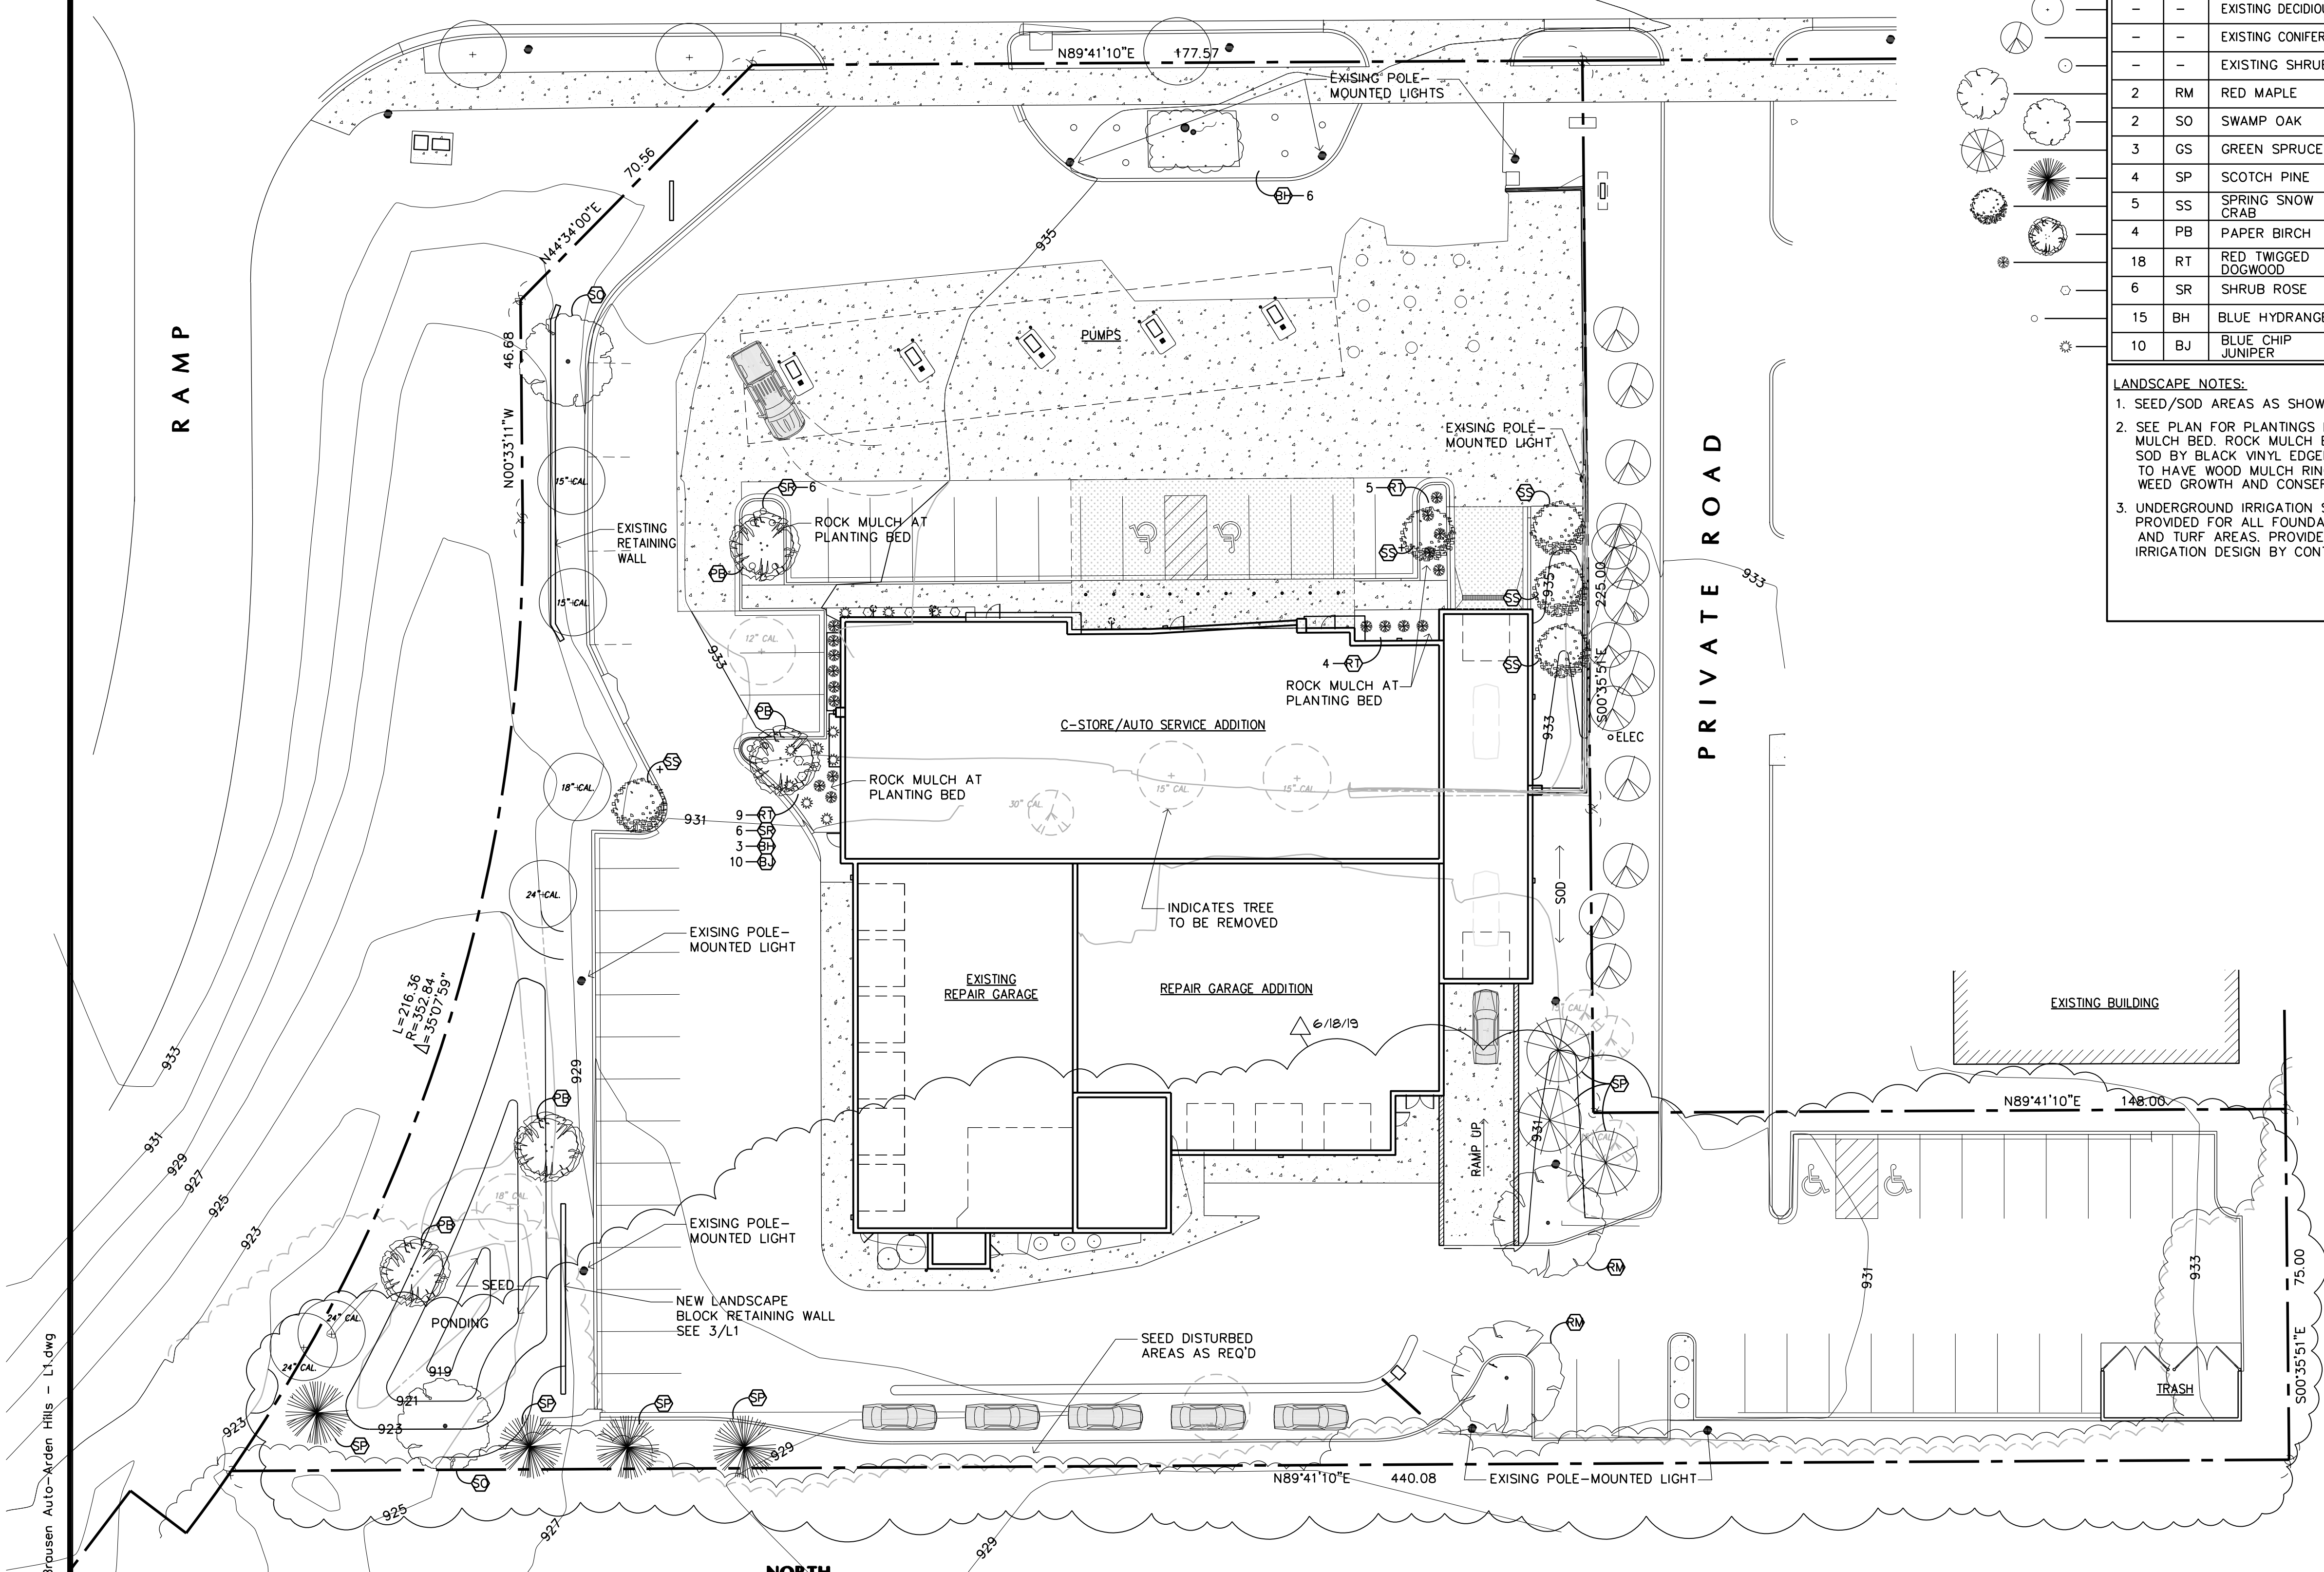 N89°41'10"E 177.57
EXISING POLE-
MOUNTED LIGHTS
70.56
N44°34'00"E
BH 6
935
RAMP
SO
46.68
N00°33'11"W
PUMPS
EXISING POLE-
MOUNTED LIGHT
15" CAL.
SR 6
5 RT
SS
ROCK MULCH AT
PLANTING BED
EXISTING
RETAINING
WALL
SS
PB
15" CAL.
SS
935
225.00
933
PRIVATE ROAD
12" CAL.
933
4 RT
SS
ROCK MULCH AT
PLANTING BED
S00°35'51"E
PB
C-STORE/AUTO SERVICE ADDITION
933
ELEC
SS
18" CAL.
ROCK MULCH AT
PLANTING BED
15" CAL.
15" CAL.
30" CAL.
931
9 RT
6 SR
3 BH
10 BJ
24" CAL.
SOD
INDICATES TREE
TO BE REMOVED
EXISING POLE-
MOUNTED LIGHT
EXISTING
REPAIR GARAGE
REPAIR GARAGE ADDITION
6/18/19
EXISTING BUILDING
L=216.36
R=352.84
Δ=35°07'59"
933
929
15" CAL.
SP
PB
N89°41'10"E 148.00
931
929
927
925
923
931
RAMP UP
18" CAL.
PB
EXISING POLE-
MOUNTED LIGHT
RM
931
933
75.00
S00°35'51"E
SEED
PONDING
NEW LANDSCAPE
BLOCK RETAINING WALL
SEE 3/L1
24" CAL.
24" CAL.
RM
SEED DISTURBED
AREAS AS REQ'D
919
921
923
923
TRASH
SP
SP
SP
SP
929
SO
N89°41'10"E 440.08
EXISING POLE-MOUNTED LIGHT
925
927
929
NORTH
Brausen Auto-Arden Hills - L1.dwg
- - EXISTING DECIDIOU
- - EXISTING CONIFER
- - EXISTING SHRUB
2 RM RED MAPLE
2 SO SWAMP OAK
3 GS GREEN SPRUCE
4 SP SCOTCH PINE
5 SS SPRING SNOW
CRAB
4 PB PAPER BIRCH
18 RT RED TWIGGED
DOGWOOD
6 SR SHRUB ROSE
15 BH BLUE HYDRANGE
10 BJ BLUE CHIP
JUNIPER
LANDSCAPE NOTES:
1. SEED/SOD AREAS AS SHOW
2. SEE PLAN FOR PLANTINGS
MULCH BED. ROCK MULCH
SOD BY BLACK VINYL EDGE
TO HAVE WOOD MULCH RIN
WEED GROWTH AND CONSER
3. UNDERGROUND IRRIGATION S
PROVIDED FOR ALL FOUNDA
AND TURF AREAS. PROVIDE
IRRIGATION DESIGN BY CON